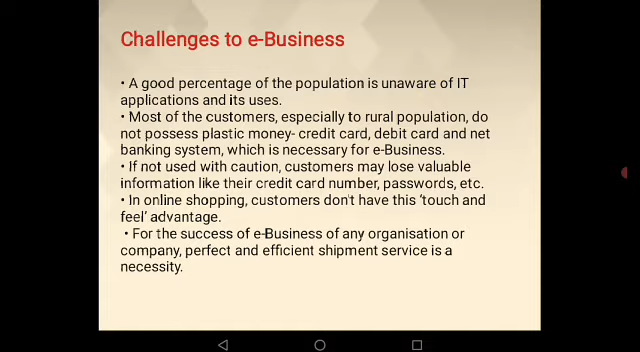 Challenges to e-Business
• A good percentage of the population is unaware of IT
applications and its uses.
• Most of the customers, especially to rural population, do
not possess plastic money- credit card, debit card and net
banking system, which is necessary for e-Business.
• If not used with caution, customers may lose valuable
information like their credit card number, passwords, etc.
• In online shopping, customers don't have this 'touch and
feel' advantage.
• For the success of e-Business of any organisation or
company, perfect and efficient shipment service is a
necessity.